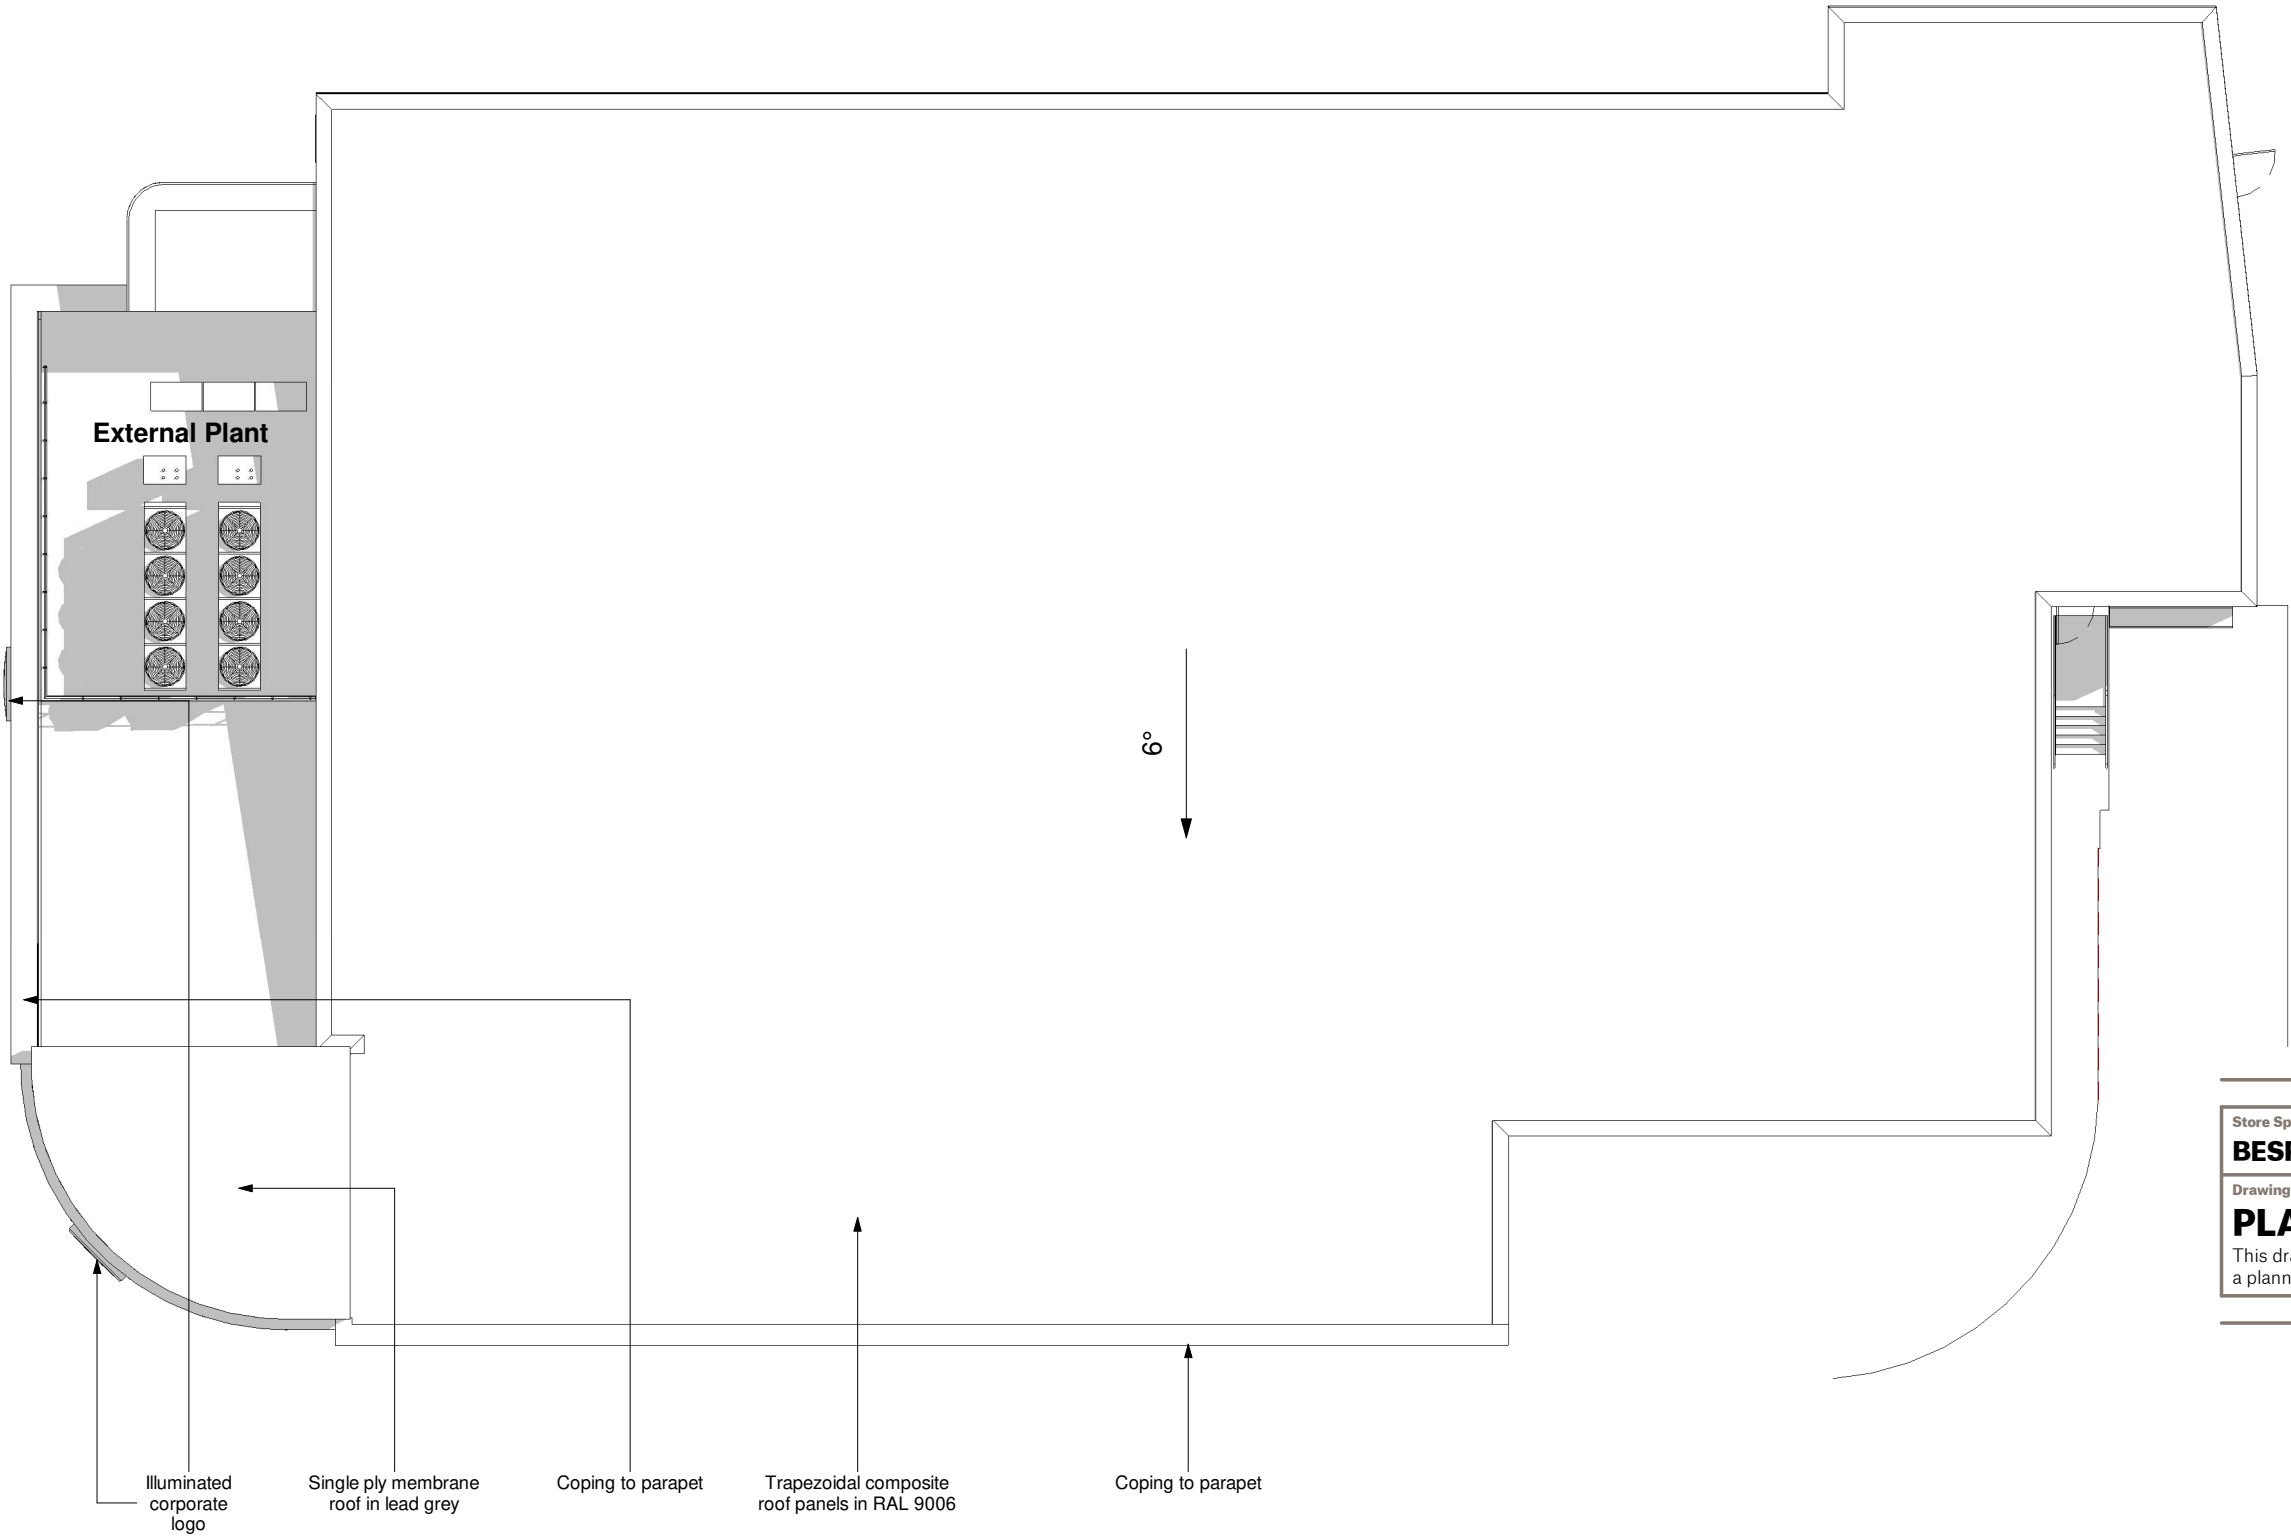 External Plant
6°
Store Sp
BES
Drawing
PLA
This dra
a plann
Illuminated
corporate
logo
Single ply membrane
roof in lead grey
Coping to parapet
Trapezoidal composite
roof panels in RAL 9006
Coping to parapet